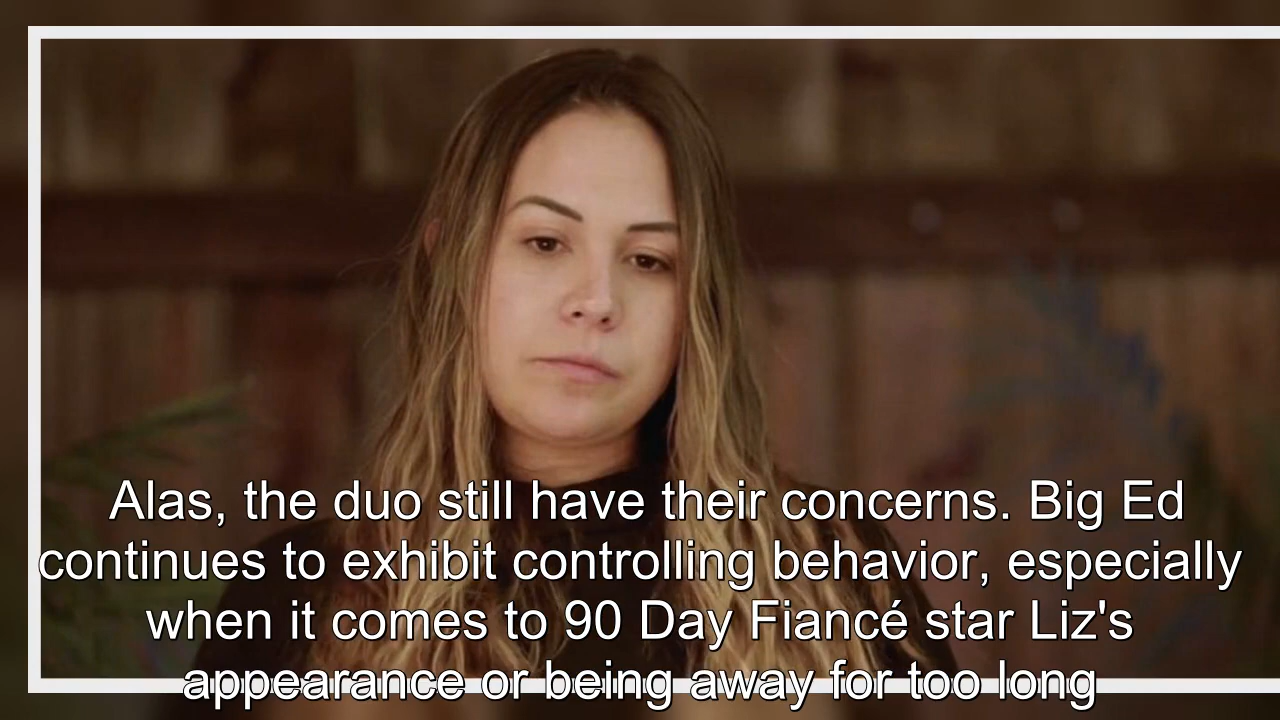 Alas, the duo still have their concerns. Big Ed
continues to exhibit controlling behavior, especially
when it comes to 90 Day Fiancé star Liz's
appearance or being away for too long